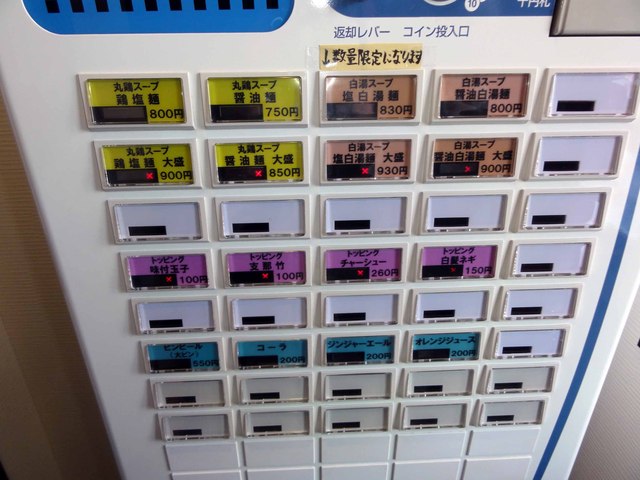 10 千円札
返却レバー コイン投入口
↓数量限定になります
丸鶏スープ
鶏塩麺
800円
丸鶏スープ
醤油麺
750円
白湯スープ
塩白湯麺
830円
白湯スープ
醤油白湯麺
800円
丸鶏スープ
鶏塩麺 大盛
900円
丸鶏スープ
醤油麺 大盛
850円
白湯スープ
塩白湯麺 大盛
930円
白湯スープ
醤油白湯麺 大盛
900円
トッピング
味付玉子
100円
トッピング
支那竹
100円
トッピング
チャーシュー
260円
トッピング
白髪ネギ
150円
ビンビール
(大ビン)
550円
コーラ
200円
ジンジャーエール
200円
オレンジジュース
200円